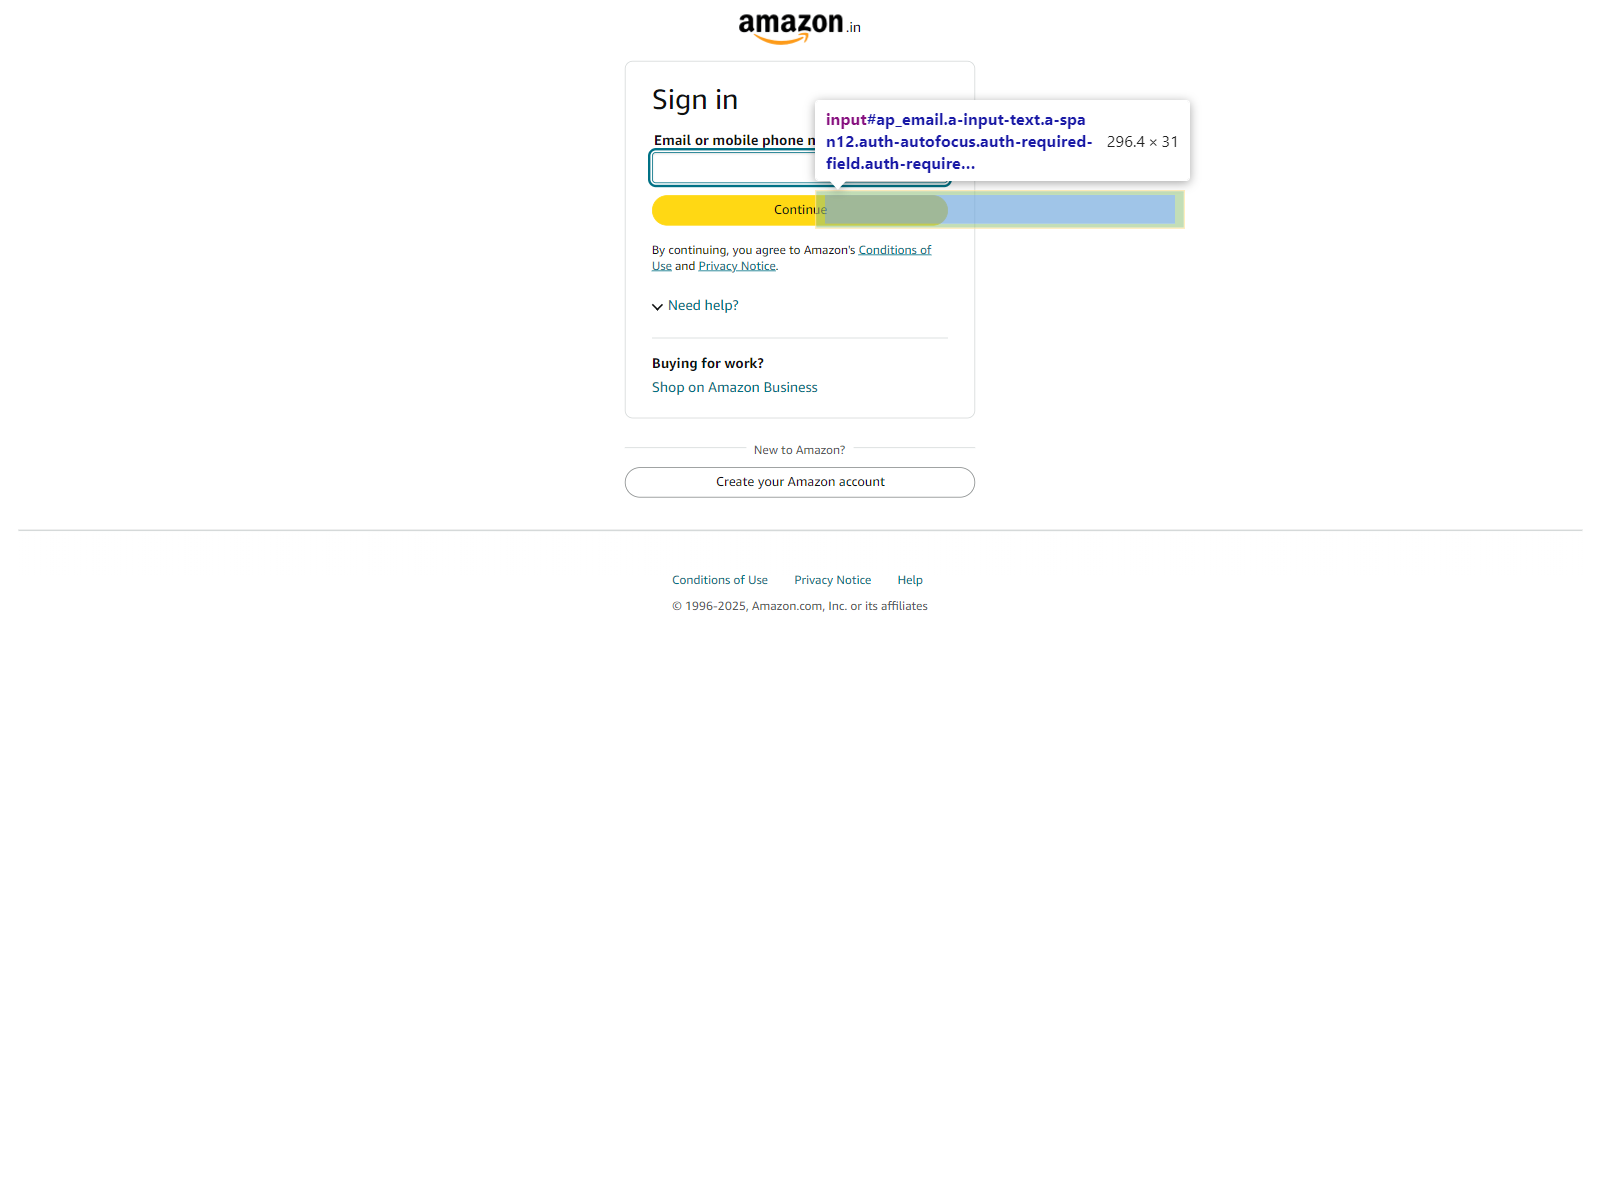 amazon.in
Sign in
Email or mobile phone n
input#ap_email.a-input-text.a-spa
n12.auth-autofocus.auth-required-
field.auth-require...
296.4 × 31
Continue
By continuing, you agree to Amazon's Conditions of
Use and Privacy Notice.
Need help?
Buying for work?
Shop on Amazon Business
New to Amazon?
Create your Amazon account
Conditions of Use Privacy Notice Help
© 1996-2025, Amazon.com, Inc. or its affiliates